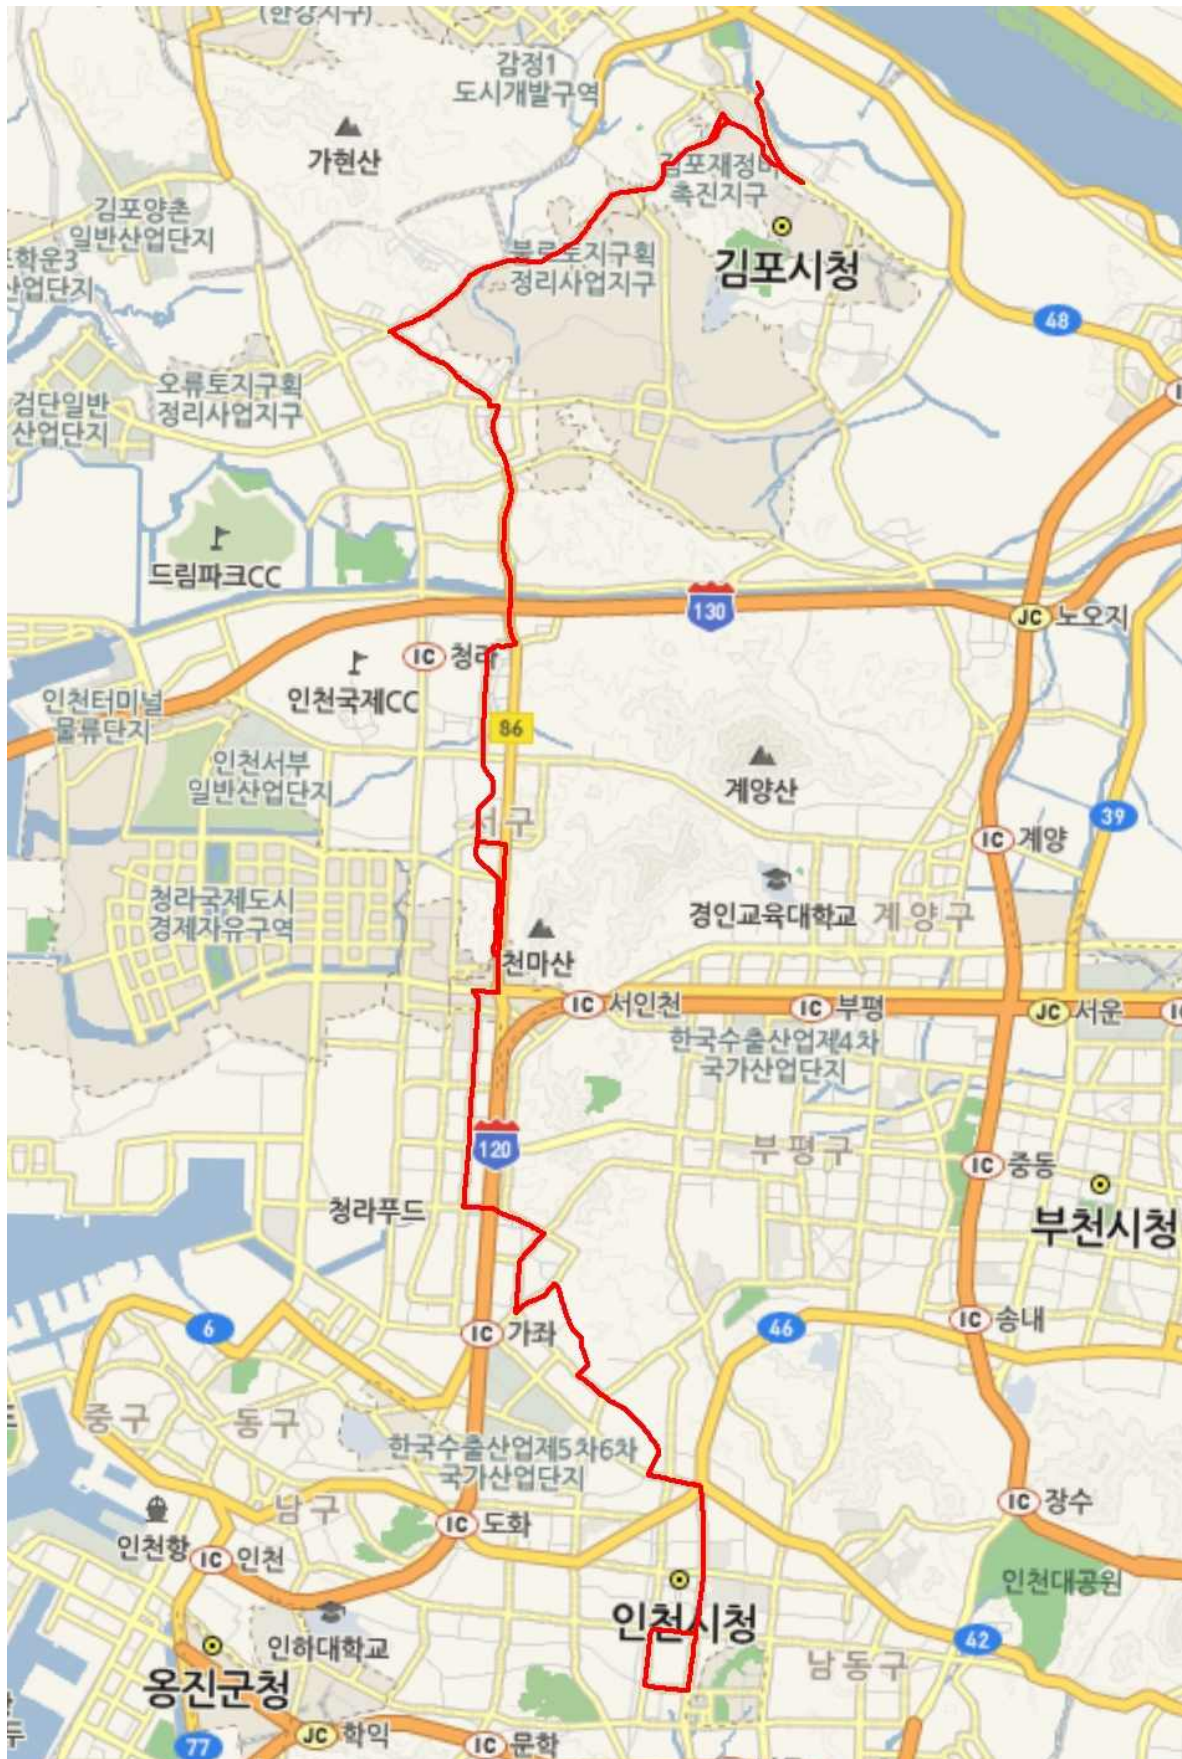 (한강지구)
감정1
도시개발구역
가현산
김포재정비
촉진지구
김포양촌
일반산업단지
학운3
산업단지
불로토지구획
정리사업지구
김포시청
48
오류토지구획
정리사업지구
검단일반
산업단지
드림파크CC
130
JC 노오지
IC 청라
인천국제CC
인천터미널
물류단지
86
인천서부
일반산업단지
계양산
서구
39
IC 계양
청라국제도시
경제자유구역
경인교육대학교
계양구
천마산
IC 서인천
IC 부평
JC 서운
한국수출산업제4차
국가산업단지
120
부평구
IC 중동
청라푸드
부천시청
6
IC 가좌
46
IC 송내
중구
동구
한국수출산업제5차6차
국가산업단지
남구
IC 도화
IC 장수
인천항
IC 인천
인천대공원
인천시청
인하대학교
42
옹진군청
남동구
77
JC 학익
IC 문학